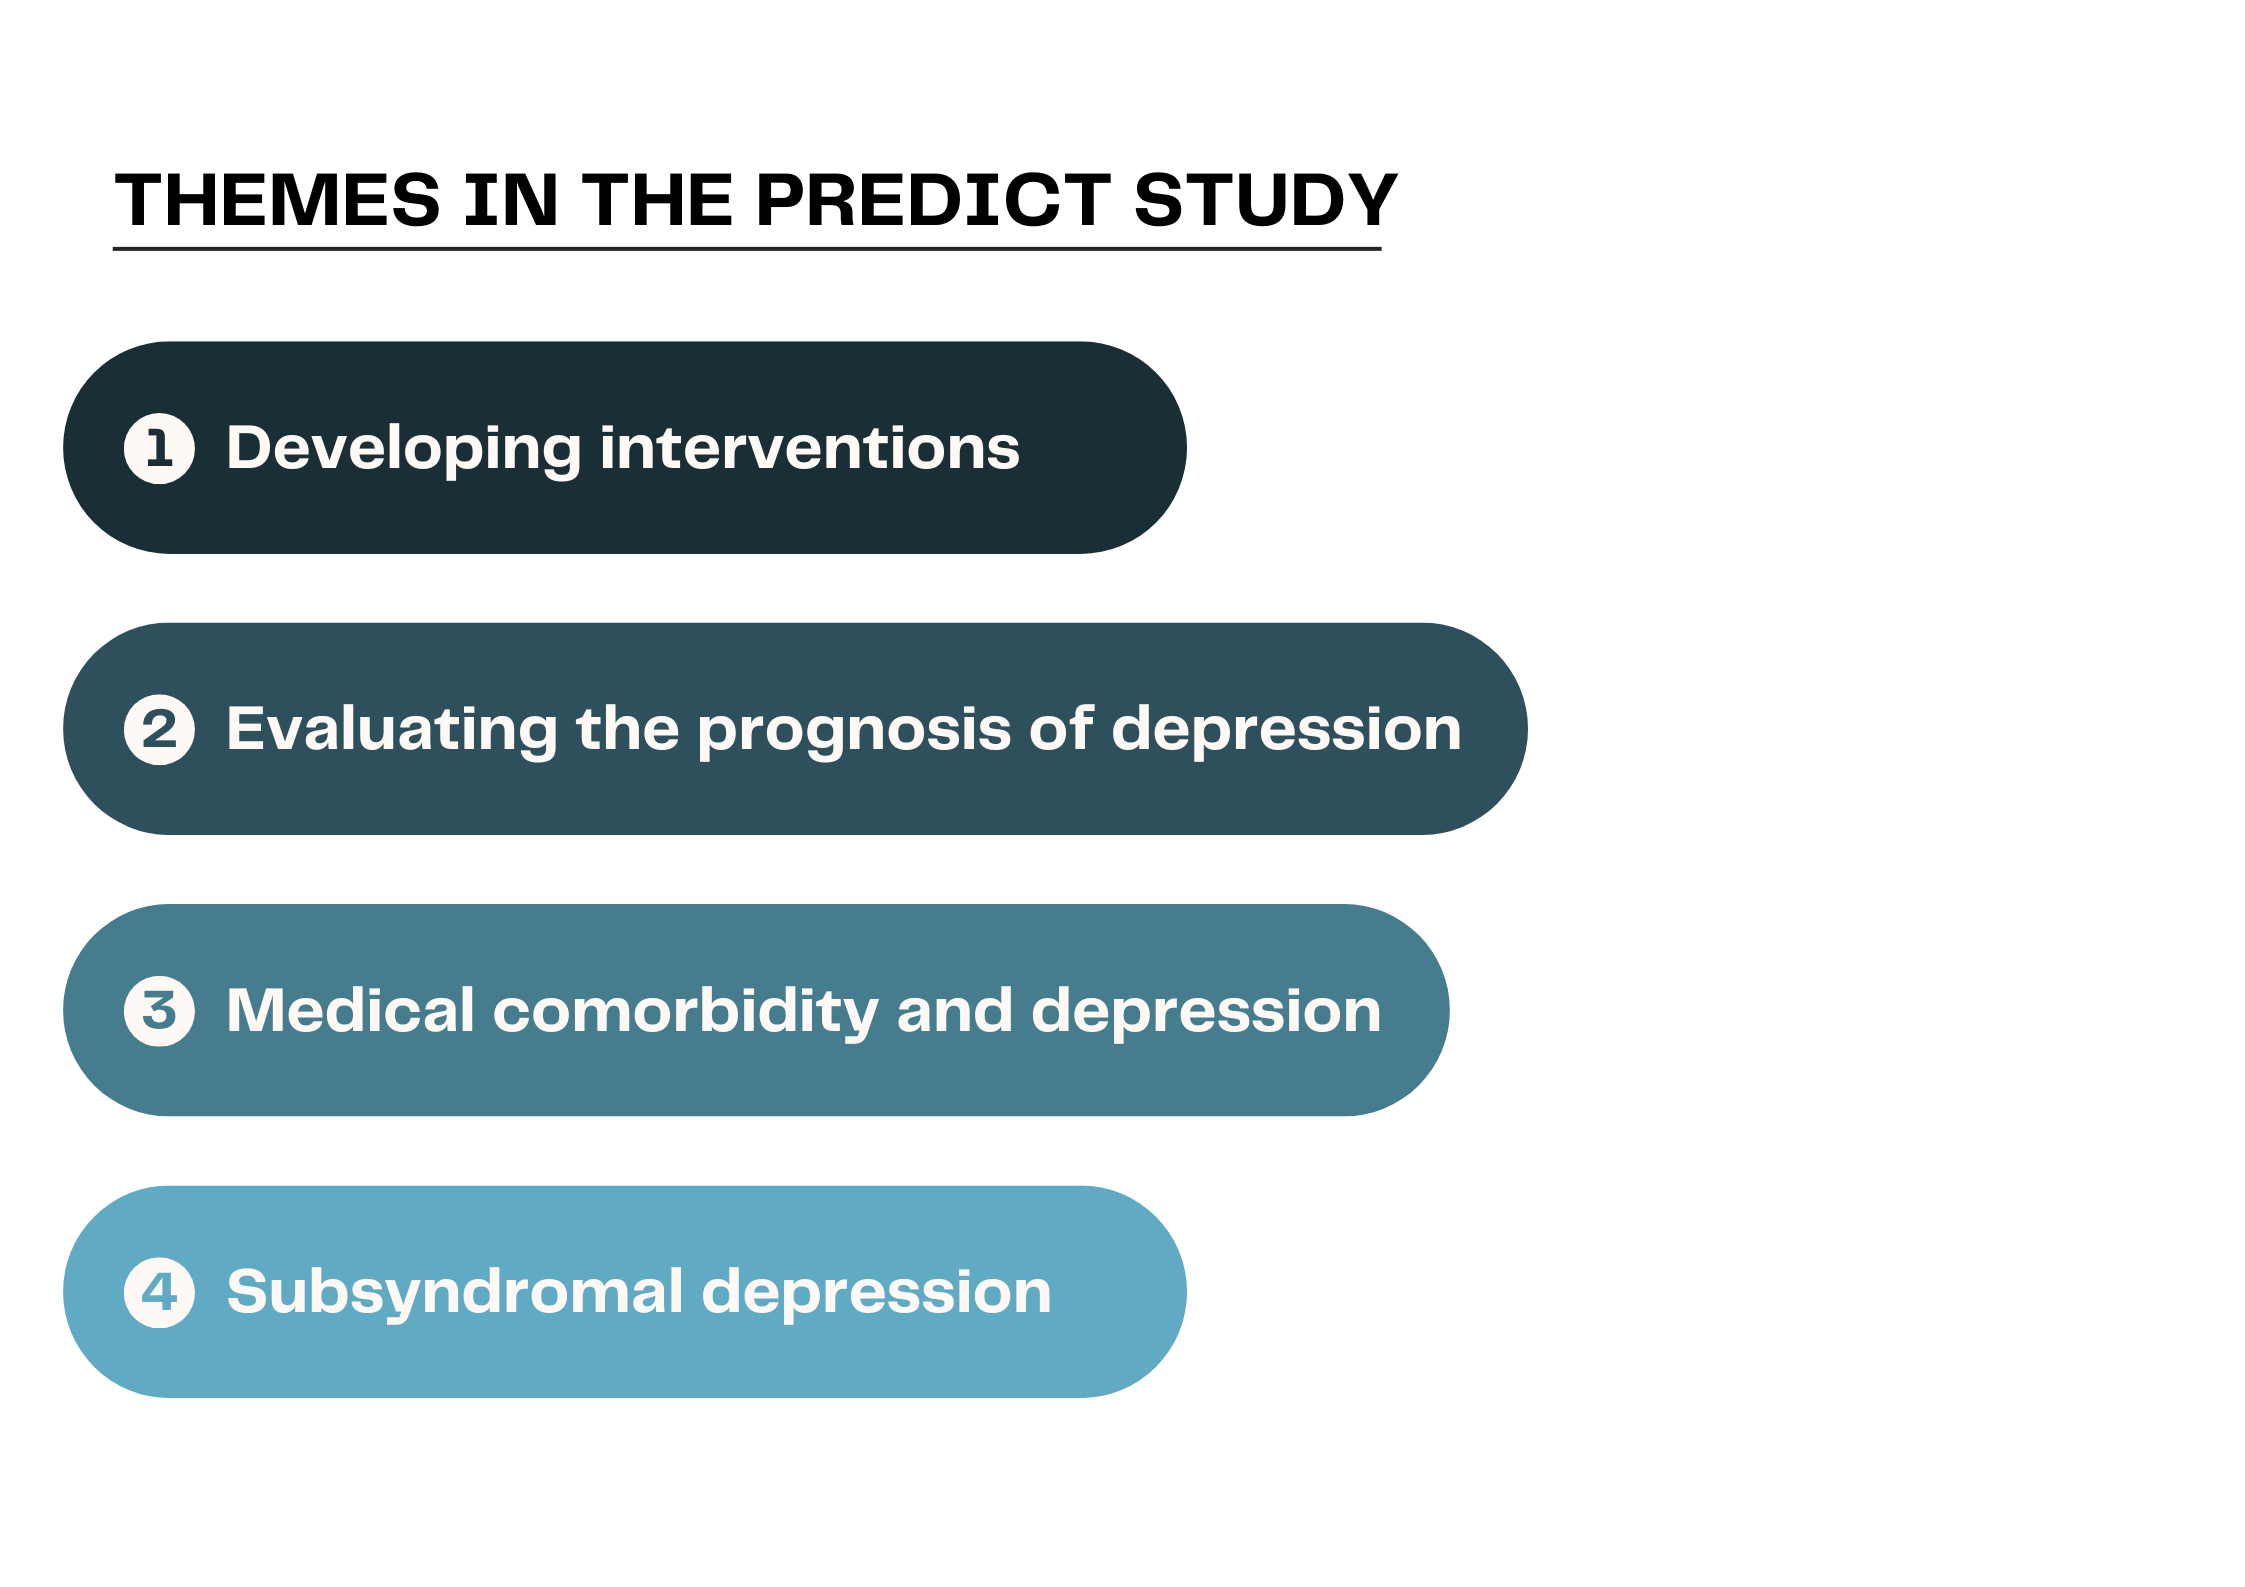 THEMES IN THE PREDICT STUDY
1 Developing interventions
2 Evaluating the prognosis of depression
3 Medical comorbidity and depression
4 Subsyndromal depression